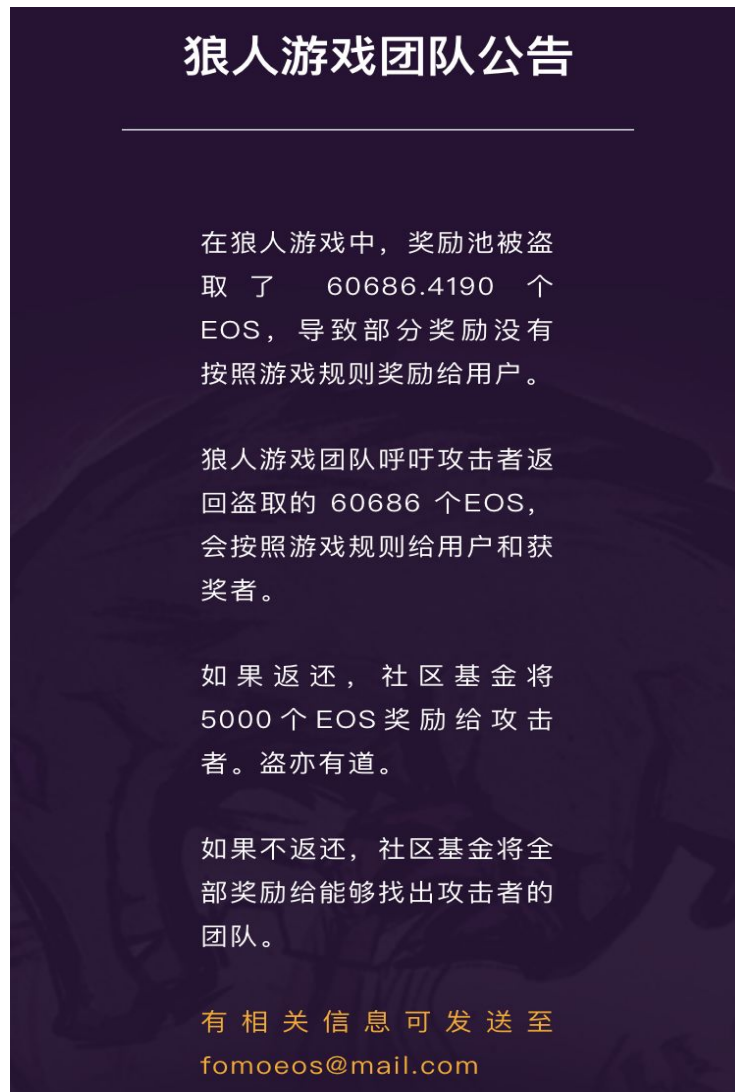 狼人游戏团队公告
在狼人游戏中，奖励池被盗
取了 60686.4190 个
EOS，导致部分奖励没有
按照游戏规则奖励给用户。
狼人游戏团队呼吁攻击者返
回盗取的 60686 个EOS，
会按照游戏规则给用户和获
奖者。
如果返还，社区基金将
5000个EOS奖励给攻击
者。盗亦有道。
如果不返还，社区基金将全
部奖励给能够找出攻击者的
团队。
有相关信息可发送至
fomoeos@mail.com